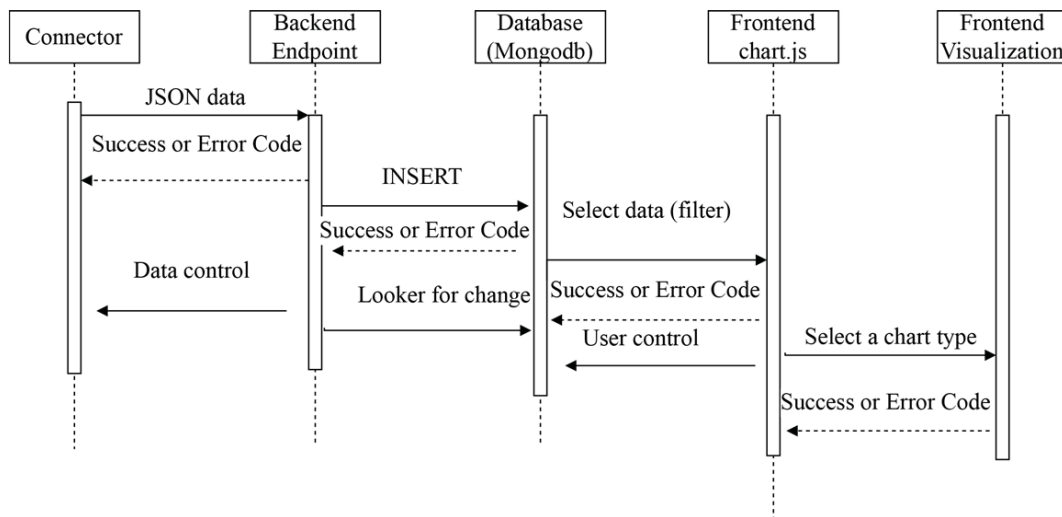 Connector
Backend
Endpoint
Database
(Mongodb)
Frontend
chart.js
Frontend
Visualization
JSON data
Success or Error Code
INSERT
Select data (filter)
Success or Error Code
Data control
Looker for change
Success or Error Code
User control
Select a chart type
Success or Error Code